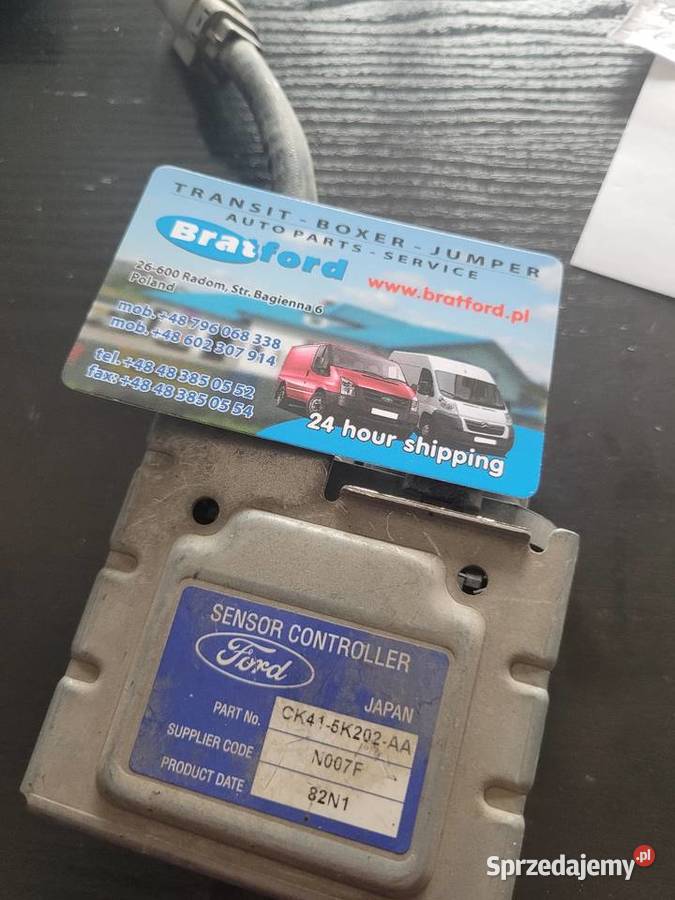 TRANSIT - BOXER - JUMPER
AUTO PARTS - SERVICE
Bratford
www.bratford.pl
26-600 Radom, Str. Bagienna 6
Poland
mob. +48 796 068 338
mob. +48 602 307 914
tel. +48 48 385 05 52
fax: +48 48 385 05 54
24 hour shipping
SENSOR CONTROLLER
Ford
JAPAN
PART No. CK41-5K202-AA
SUPPLIER CODE N007F
PRODUCT DATE 82N1
Sprzedajemy.pl